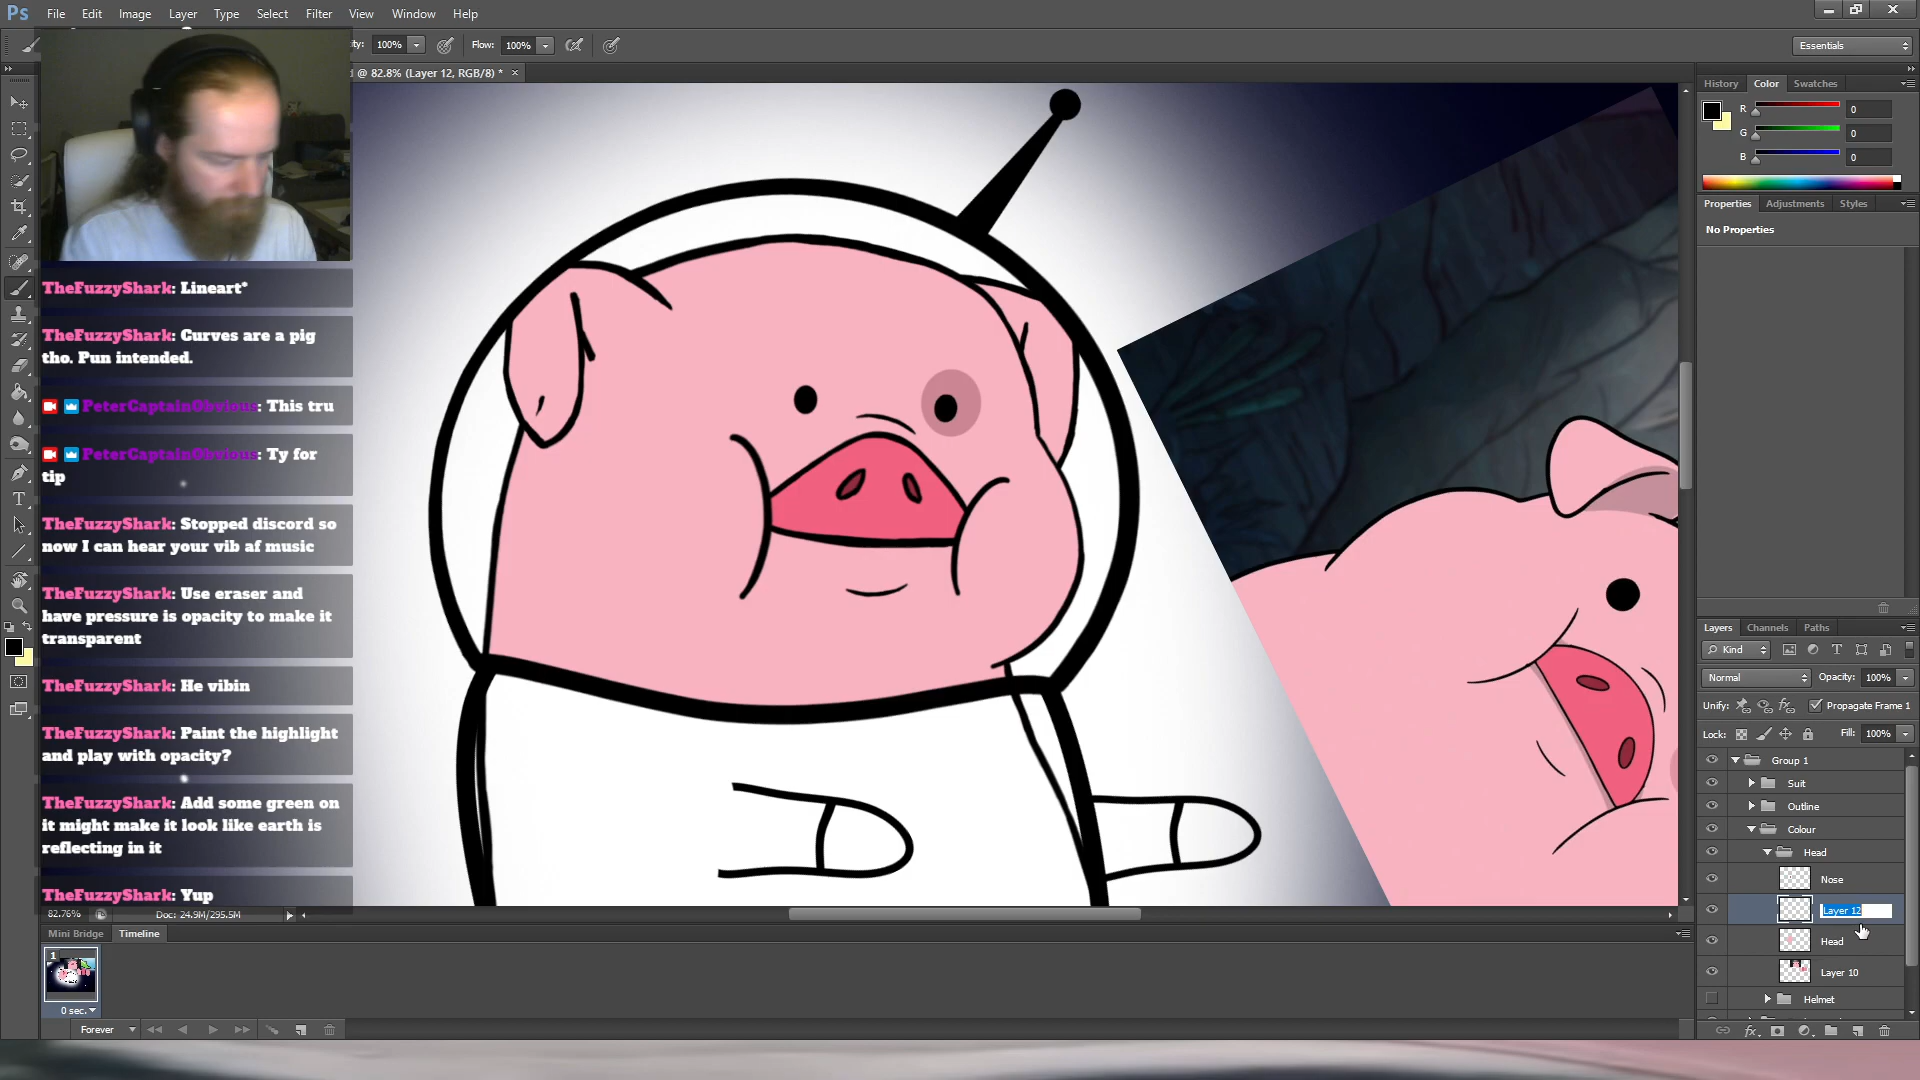 Ps File Edit Image Layer Type Select Filter View Window Help
100% Flow: 100% Essentials
@ 82.8% (Layer 12, RGB/8) * ×
History Color Swatches
R 0
G 0
B 0
Properties Adjustments Styles
No Properties
TheFuzzyShark: Lineart*
TheFuzzyShark: Curves are a pig
tho. Pun intended.
PeterCaptainObvious: This tru
PeterCaptainObvious: Ty for
tip
TheFuzzyShark: Stopped discord so
now I can hear your vib af music
TheFuzzyShark: Use eraser and
have pressure is opacity to make it
transparent
TheFuzzyShark: He vibin
TheFuzzyShark: Paint the highlight
and play with opacity?
TheFuzzyShark: Add some green on
it might make it look like earth is
reflecting in it
TheFuzzyShark: Yup
Layers Channels Paths
Kind
Normal Opacity: 100%
Unify: Propagate Frame 1
Lock: Fill: 100%
Group 1
Suit
Outline
Colour
Head
Nose
Layer 12
Head
Layer 10
Helmet
82.76% Doc: 24.9M/295.5M
Mini Bridge Timeline
1
0 sec.
Forever
fx